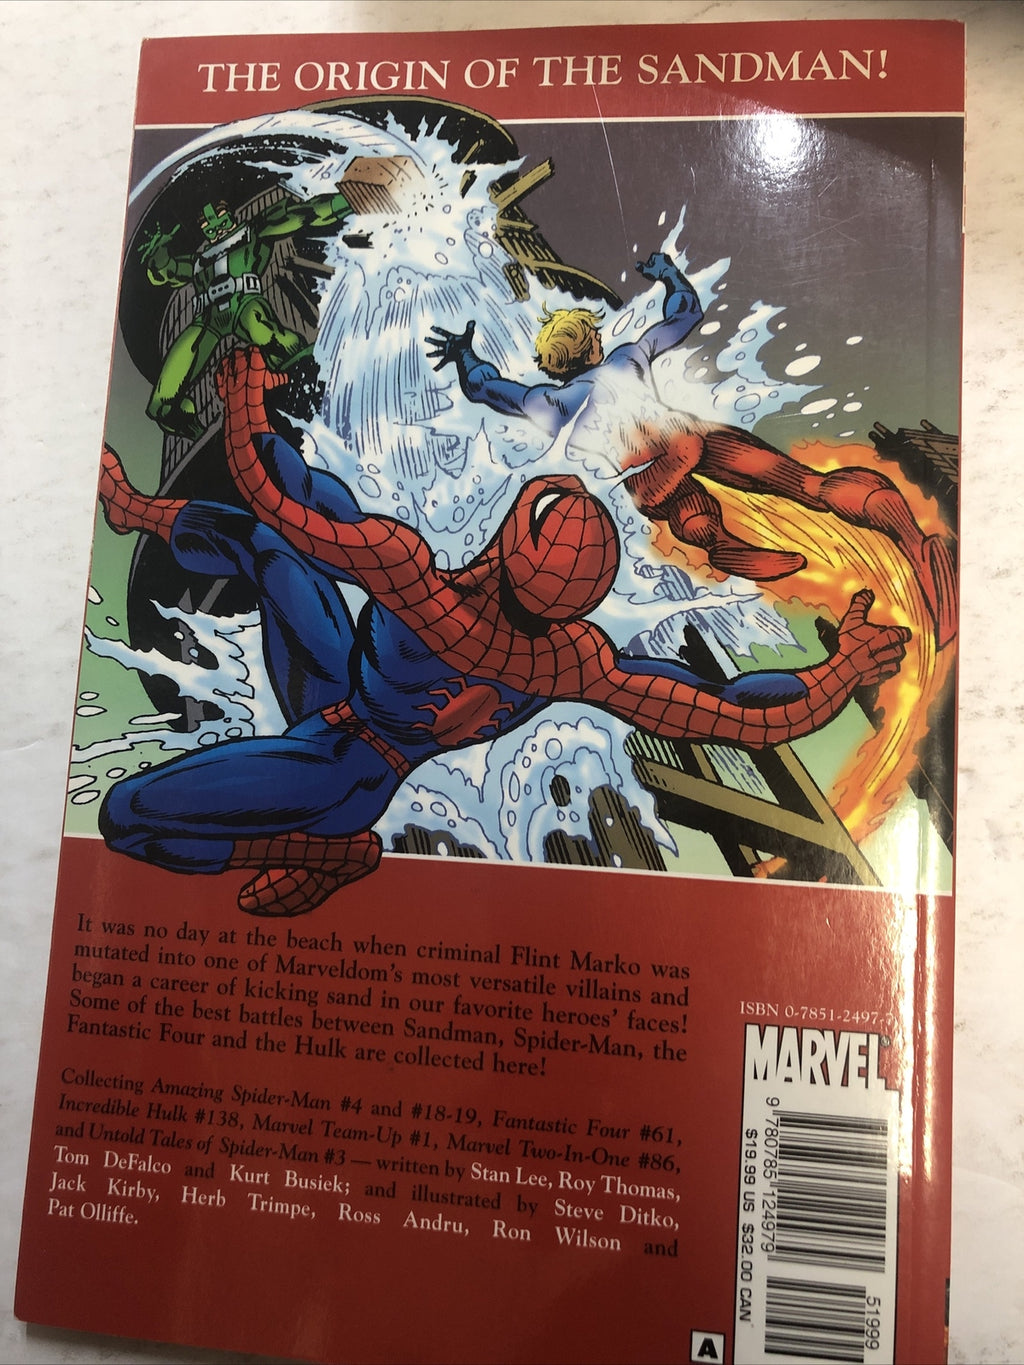 THE ORIGIN OF THE SANDMAN!
It was no day at the beach when criminal Flint Marko was
mutated into one of Marveldom's most versatile villains and
began a career of kicking sand in our favorite heroes' faces!
Some of the best battles between Sandman, Spider-Man, the
Fantastic Four and the Hulk are collected here!
Collecting Amazing Spider-Man #4 and #18-19, Fantastic Four #61,
Incredible Hulk #138, Marvel Team-Up #1, Marvel Two-In-One #86,
and Untold Tales of Spider-Man #3 — written by Stan Lee, Roy Thomas,
Tom DeFalco and Kurt Busiek; and illustrated by Steve Ditko,
Jack Kirby, Herb Trimpe, Ross Andru, Ron Wilson and
Pat Olliffe.
ISBN 0-7851-2497-7
MARVEL®
9 780785 124979
51999
$19.99 US $32.00 CAN
A